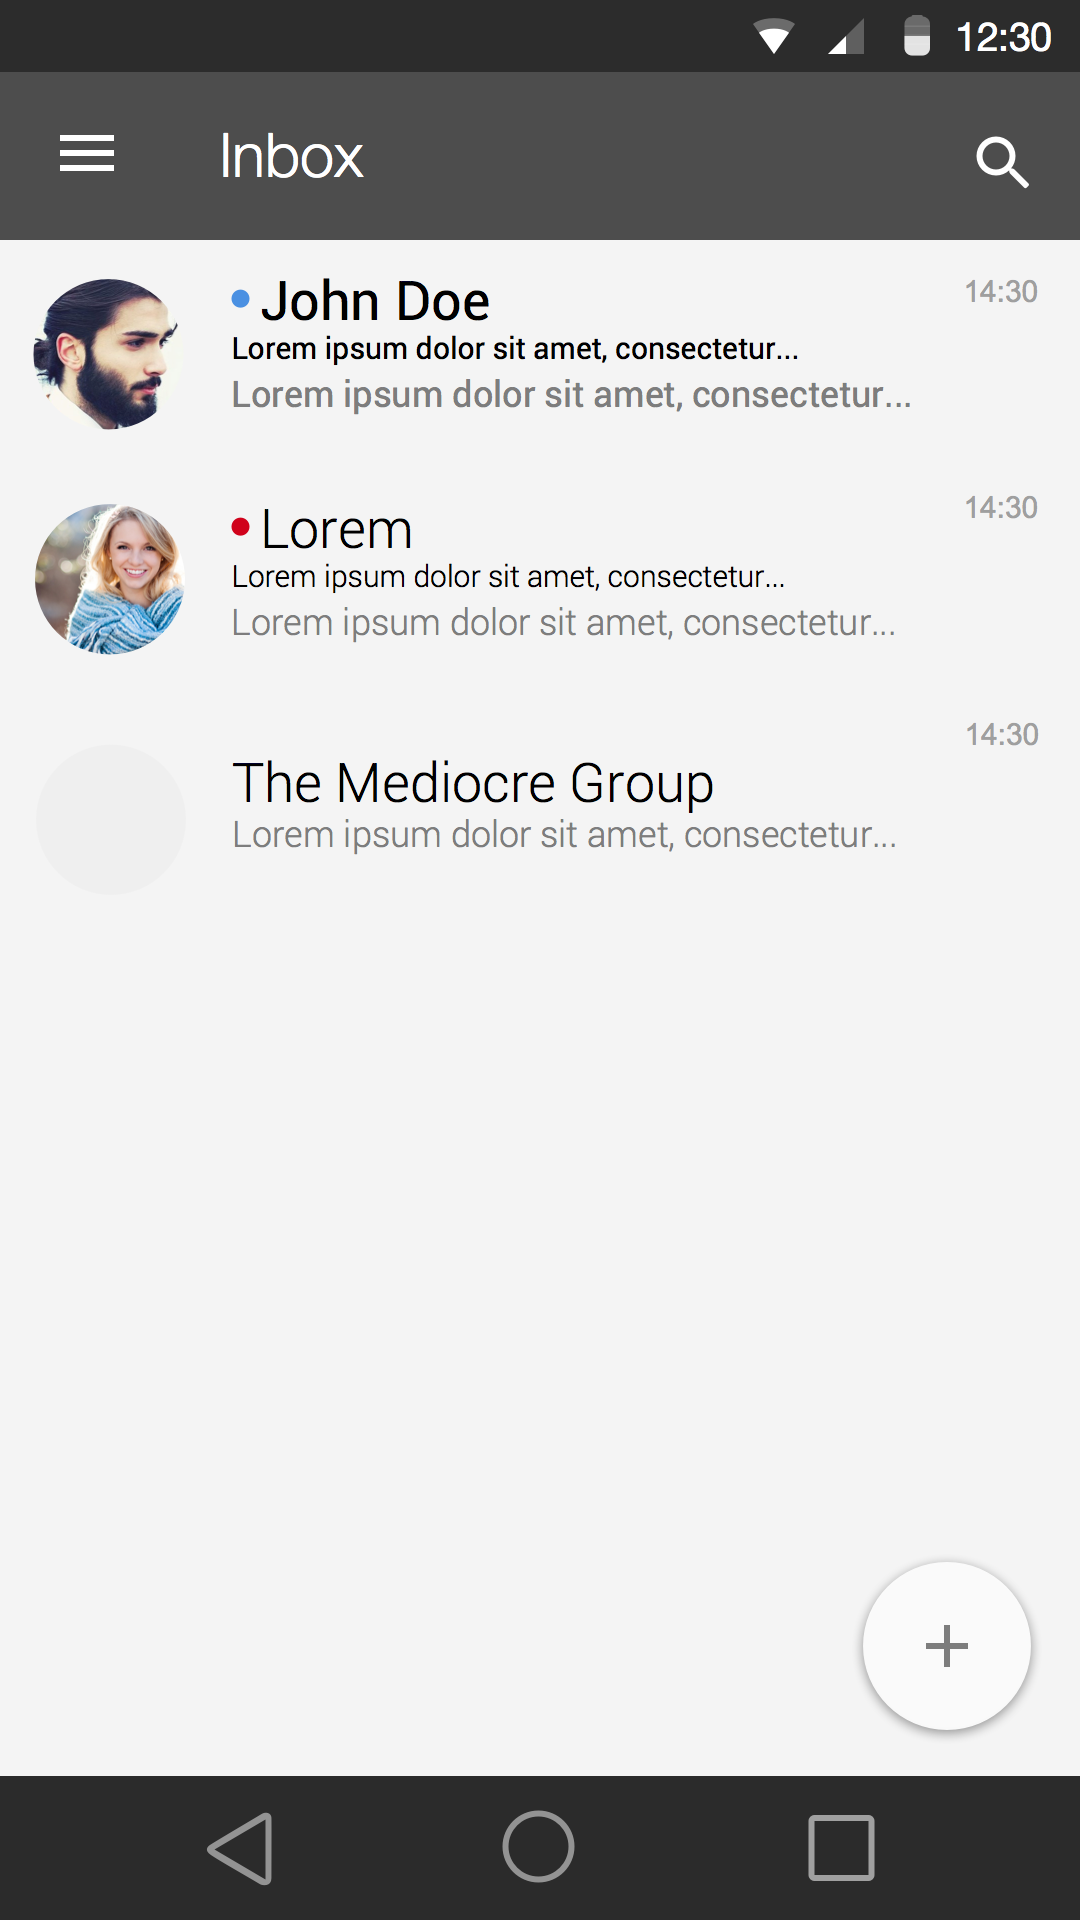 12:30
Inbox
John Doe
14:30
Lorem ipsum dolor sit amet, consectetur...
Lorem ipsum dolor sit amet, consectetur...
14:30
Lorem
Lorem ipsum dolor sit amet, consectetur...
Lorem ipsum dolor sit amet, consectetur...
14:30
The Mediocre Group
Lorem ipsum dolor sit amet, consectetur...